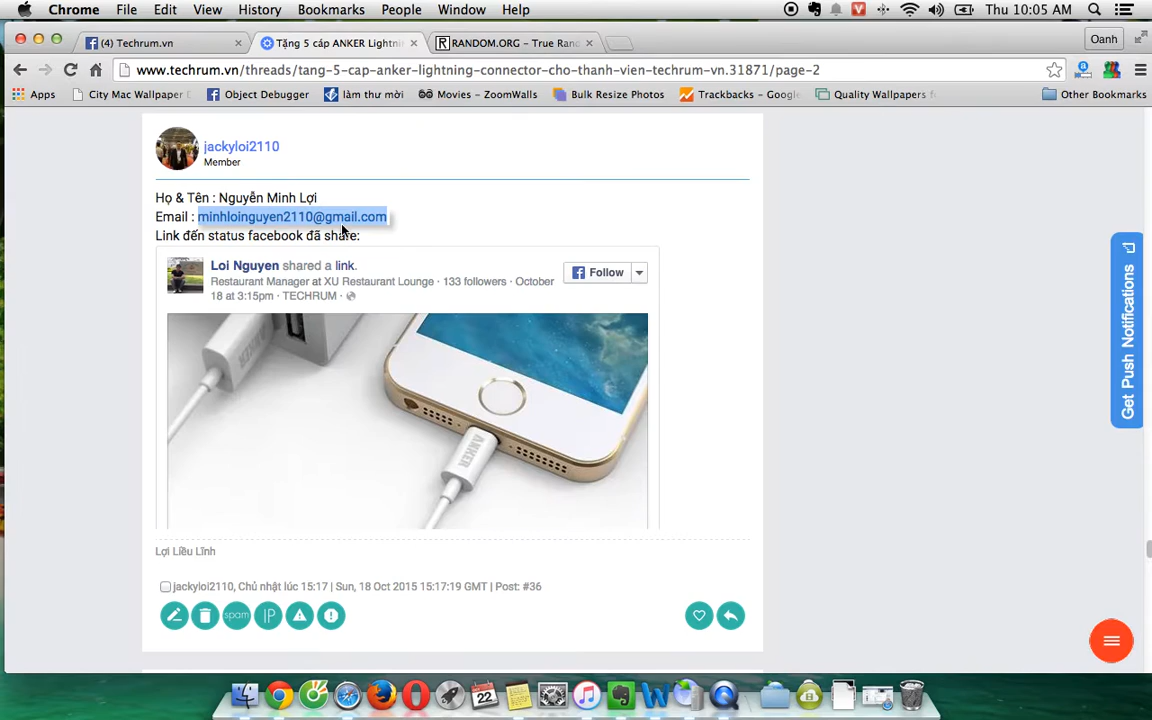 Chrome File Edit View History Bookmarks People Window Help Thu 10:05 AM
(4) Techrum.vn Tặng 5 cáp ANKER Lightnin RANDOM.ORG - True Ran Oanh
www.techrum.vn/threads/tang-5-cap-anker-lightning-connector-cho-thanh-vien-techrum-vn.31871/page-2
Apps City Mac Wallpaper Object Debugger làm thư mời Movies - ZoomWalls Bulk Resize Photos Trackbacks - Google Quality Wallpapers Other Bookmarks
jackyloi2110
Member
Họ & Tên : Nguyễn Minh Lợi
Email : minhloinguyen2110@gmail.com
Link đến status facebook đã share:
Loi Nguyen shared a link.
Follow
Restaurant Manager at XU Restaurant Lounge · 133 followers · October
18 at 3:15pm · TECHRUM ·
ANKER
ANKER
Lợi Liều Lĩnh
jackyloi2110, Chủ nhật lúc 15:17 | Sun, 18 Oct 2015 15:17:19 GMT | Post: #36
spam IP
Get Push Notifications
22